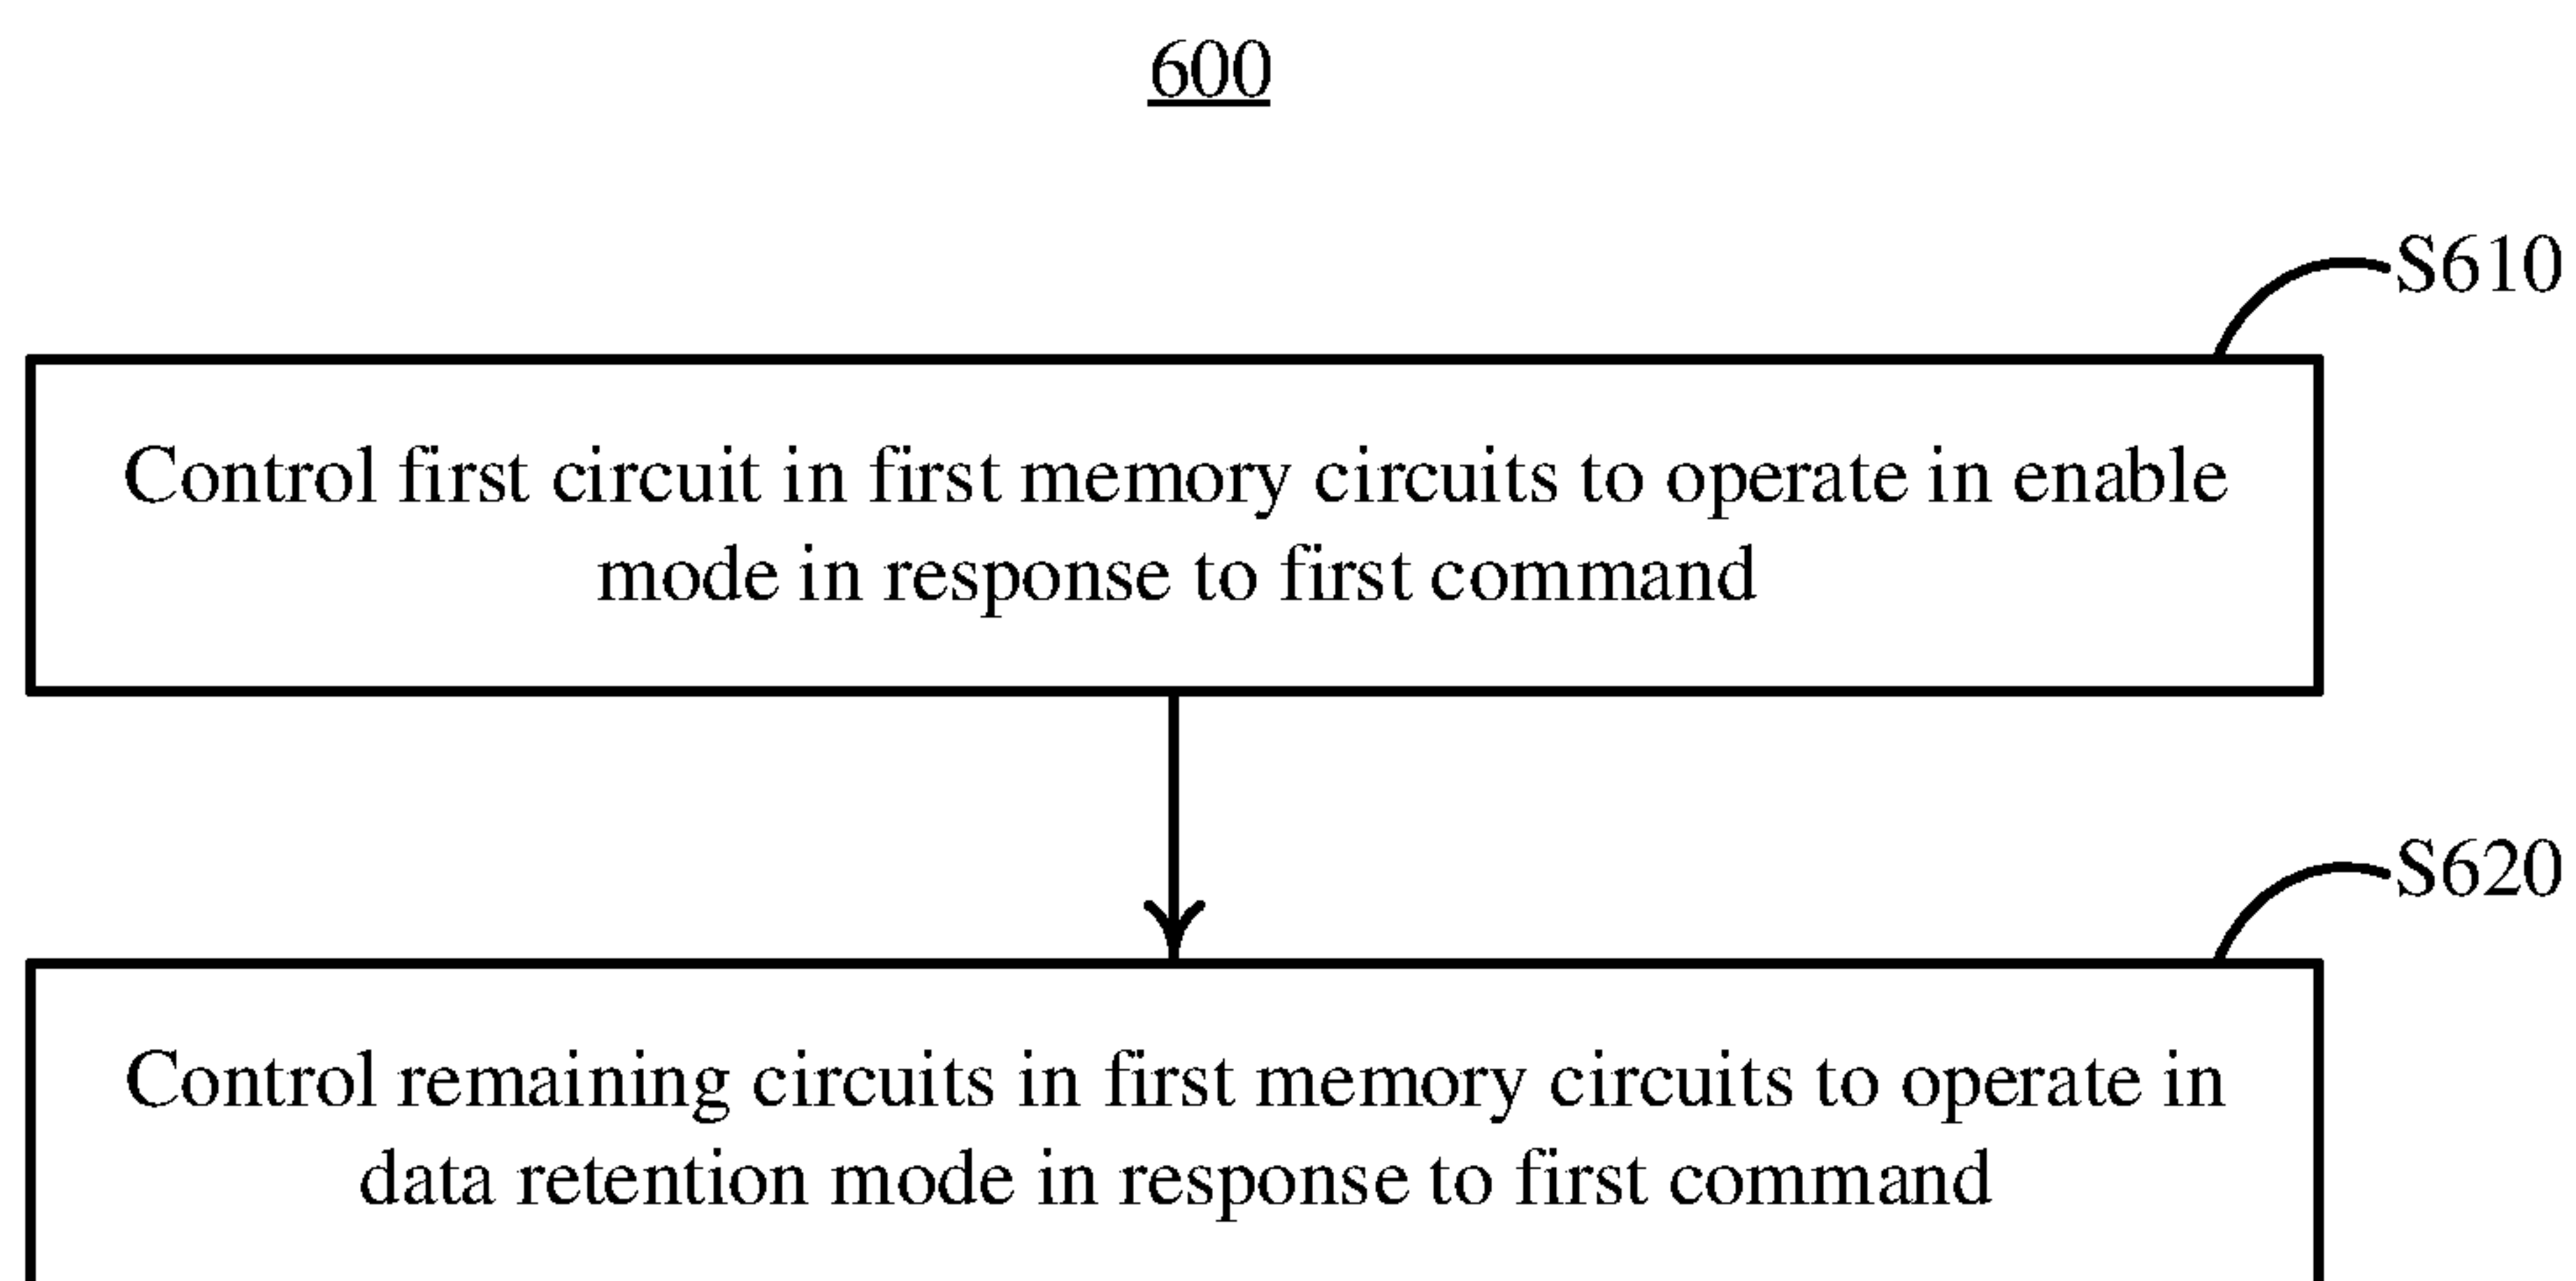 600
S610
Control first circuit in first memory circuits to operate in enable
mode in response to first command
S620
Control remaining circuits in first memory circuits to operate in
data retention mode in response to first command